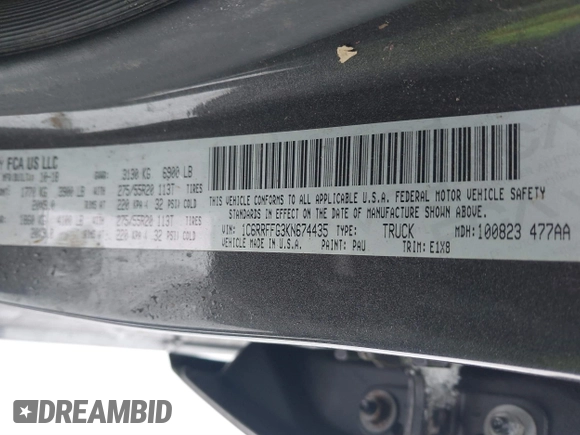 FCA US LLC
10-18 3130 KG 6900 LB
275/55R20 113T TIRES
220 KPA / 32 PSI COLD
275/55R20 113T TIRES
220 KPA / 32 PSI COLD
THIS VEHICLE CONFORMS TO ALL APPLICABLE U.S.A. FEDERAL MOTOR VEHICLE SAFETY
STANDARDS IN EFFECT ON THE DATE OF MANUFACTURE SHOWN ABOVE.
VIN: 1C6RRFFG3KN674435 TYPE: TRUCK MDH: 100823 477AA
MADE IN U.S.A. PAINT: PAU TRIM: E1X8
DREAMBID